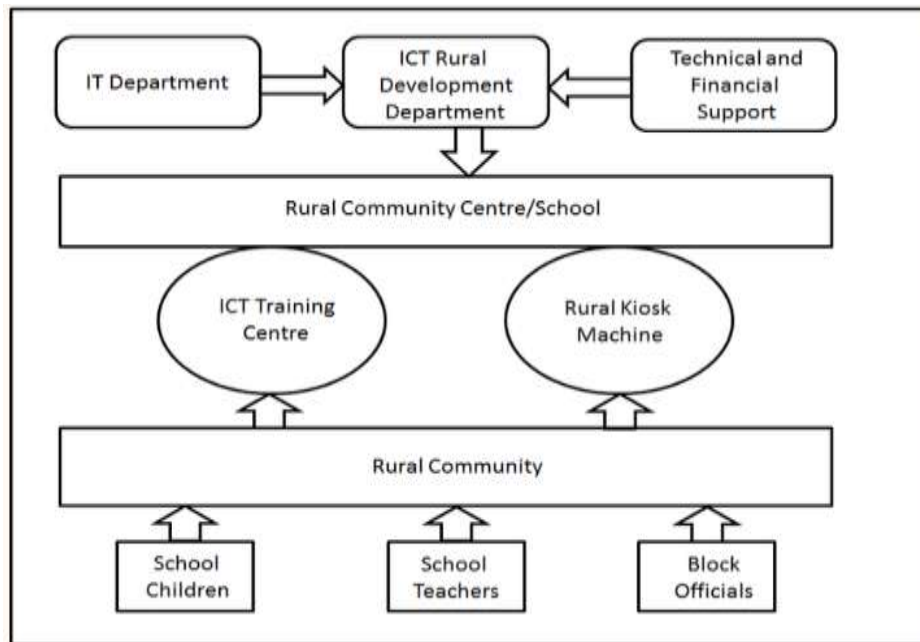 IT Department
ICT Rural
Development
Department
Technical and
Financial
Support
Rural Community Centre/School
ICT Training
Centre
Rural Kiosk
Machine
Rural Community
School
Children
School
Teachers
Block
Officials